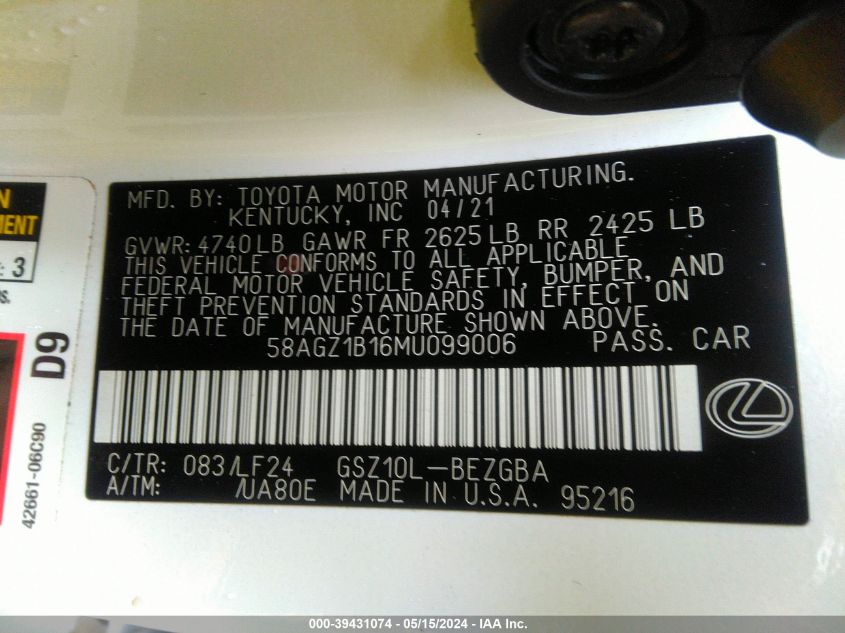 MFD. BY: TOYOTA MOTOR MANUFACTURING.
KENTUCKY, INC 04/21
GVWR: 4740LB GAWR FR 2625LB RR 2425 LB
THIS VEHICLE CONFORMS TO ALL APPLICABLE
FEDERAL MOTOR VEHICLE SAFETY, BUMPER, AND
THEFT PREVENTION STANDARDS IN EFFECT ON
THE DATE OF MANUFACTURE SHOWN ABOVE.
58AGZ1B16MU099006 PASS. CAR
C/TR: 083/LF24 GSZ10L-BEZGBA
A/TM: /UA80E MADE IN U.S.A. 95216
3
D9
42661-06C90
000-39431074 - 05/15/2024 - IAAI.com